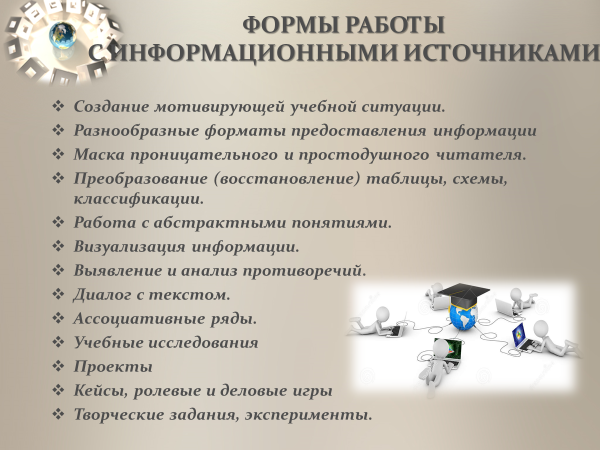 ФОРМЫ РАБОТЫ
С ИНФОРМАЦИОННЫМИ ИСТОЧНИКАМИ
❖ Создание мотивирующей учебной ситуации.
❖ Разнообразные форматы предоставления информации
❖ Маска проницательного и простодушного читателя.
❖ Преобразование (восстановление) таблицы, схемы,
классификации.
❖ Работа с абстрактными понятиями.
❖ Визуализация информации.
❖ Выявление и анализ противоречий.
❖ Диалог с текстом.
❖ Ассоциативные ряды.
❖ Учебные исследования
❖ Проекты
❖ Кейсы, ролевые и деловые игры
❖ Творческие задания, эксперименты.